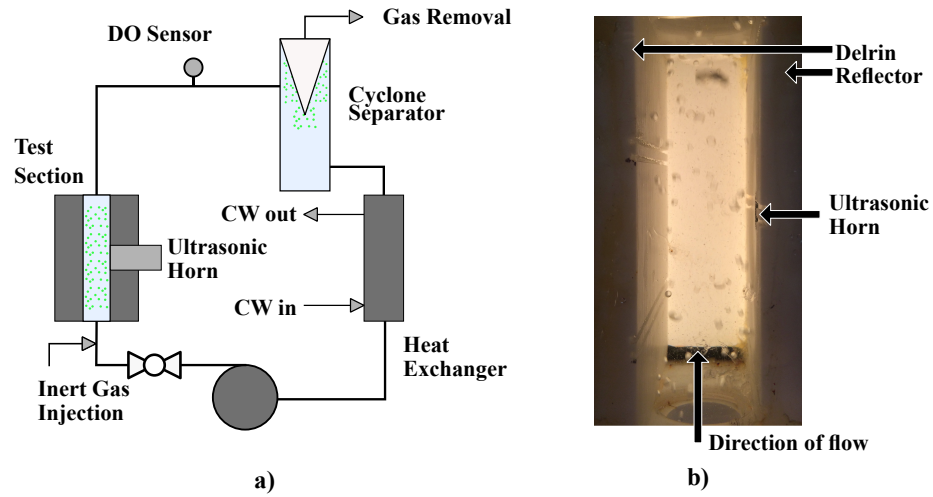 Gas Removal
DO Sensor
Cyclone
Separator
Test
Section
CW out
Ultrasonic
Horn
CW in
Heat
Exchanger
Inert Gas
Injection
a)
Delrin
Reflector
Ultrasonic
Horn
Direction of flow
b)